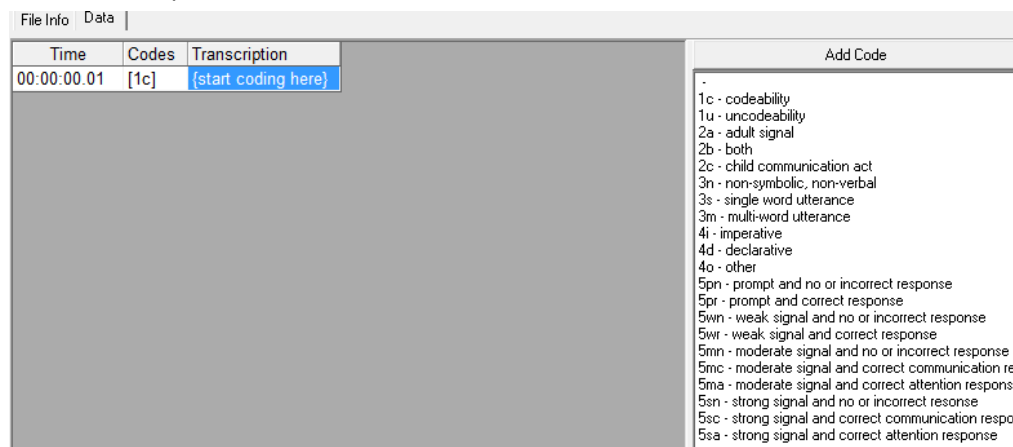 File Info Data
Time Codes Transcription Add Code
00:00:00.01 [1c] {start coding here}
-
1c - codeability
1u - uncodeability
2a - adult signal
2b - both
2c - child communication act
3n - non-symbolic, non-verbal
3s - single word utterance
3m - multi-word utterance
4i - imperative
4d - declarative
4o - other
5pn - prompt and no or incorrect response
5pr - prompt and correct response
5wn - weak signal and no or incorrect response
5wr - weak signal and correct response
5mn - moderate signal and no or incorrect response
5mc - moderate signal and correct communication re
5ma - moderate signal and correct attention respons
5sn - strong signal and no or incorrect resonse
5sc - strong signal and correct communication respo
5sa - strong signal and correct attention response